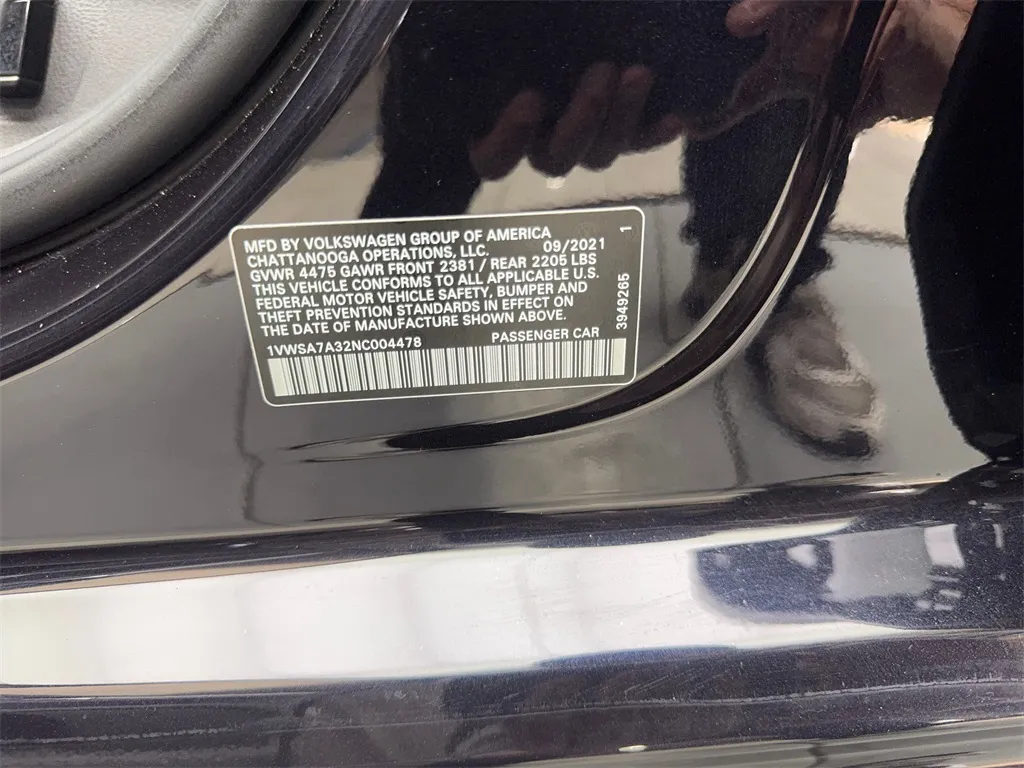 MFD BY VOLKSWAGEN GROUP OF AMERICA
CHATTANOOGA OPERATIONS, LLC. 09/2021
GVWR 4475 GAWR FRONT 2381 / REAR 2205 LBS
THIS VEHICLE CONFORMS TO ALL APPLICABLE U.S.
FEDERAL MOTOR VEHICLE SAFETY, BUMPER AND
THEFT PREVENTION STANDARDS IN EFFECT ON
THE DATE OF MANUFACTURE SHOWN ABOVE.
1VWSA7A32NC004478 PASSENGER CAR
3949265 1